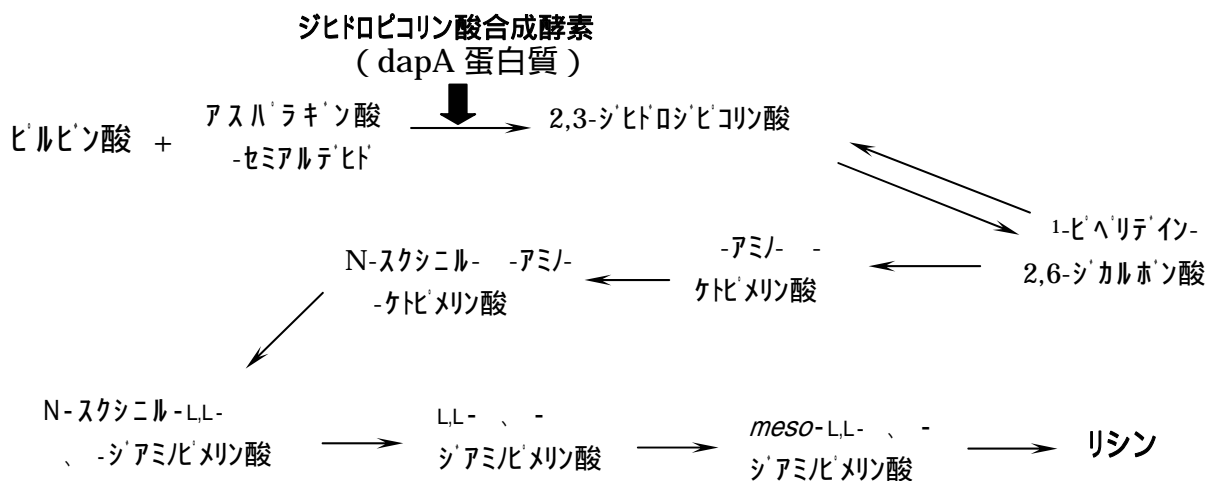 ジヒドロピコリン酸合成酵素
( dapA 蛋白質 )
ピルビン酸 + アスパラギン酸
-セミアルデヒド
2,3-ジヒドロジピコリン酸
1-ピペリデイン-
2,6-ジカルボン酸
-アミノ- -
ケトピメリン酸
N-スクシニル- -アミノ-
-ケトピメリン酸
N-スクシニル-L,L-
、 -ジアミノピメリン酸
L,L- 、 -
ジアミノピメリン酸
meso-L,L- 、 -
ジアミノピメリン酸
リシン